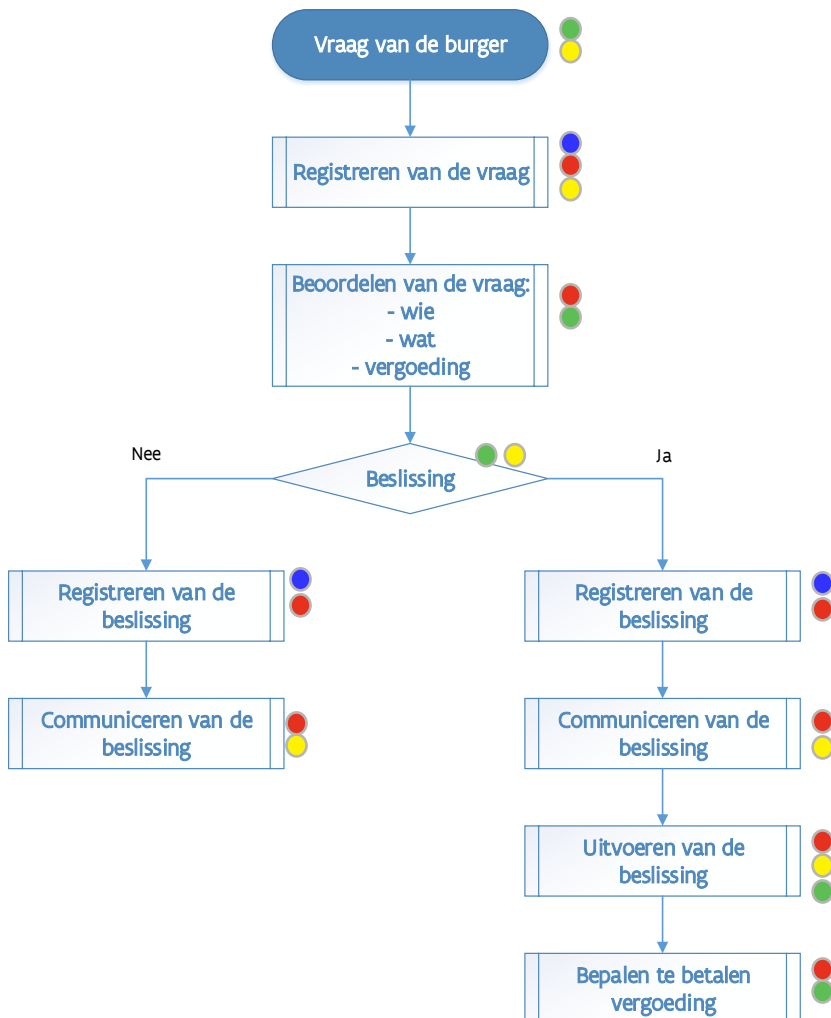 Vraag van de burger
Registreren van de vraag
Beoordelen van de vraag:
- wie
- wat
- vergoeding
Nee
Beslissing
Ja
Registreren van de
beslissing
Registreren van de
beslissing
Communiceren van de
beslissing
Communiceren van de
beslissing
Uitvoeren van de
beslissing
Bepalen te betalen
vergoeding